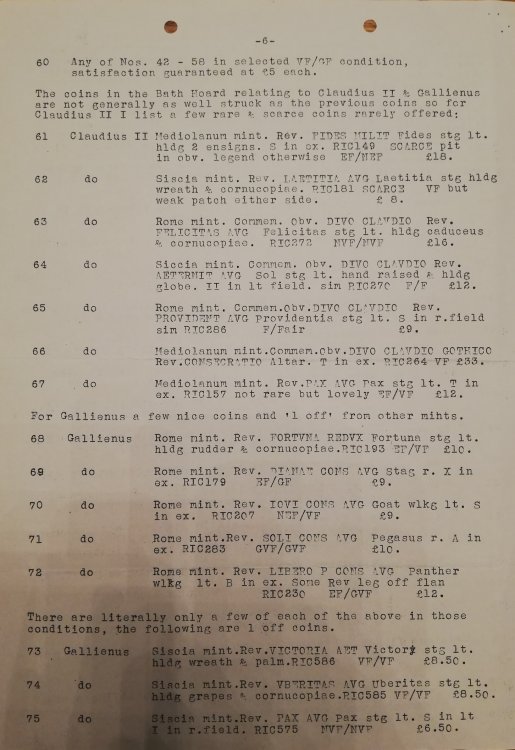 -6-
60 Any of Nos. 42 - 58 in selected VF/GF condition,
satisfaction guaranteed at £5 each.
The coins in the Bath Hoard relating to Claudius II & Gallienus
are not generally as well struck as the previous coins so for
Claudius II I list a few rare & scarce coins rarely offered;
61 Claudius II Mediolanum mint. Rev. FIDES MILIT Fides stg lt.
hldg 2 ensigns. S in ex. RIC149 SCARCE pit
in obv. legend otherwise EF/NEF £18.
62 do Siscia mint. Rev. LAETITIA AVG Laetitia stg hldg
wreath & cornucopiae. RIC181 SCARCE VF but
weak patch either side. £ 8.
63 do Rome mint. Commem. Obv. DIVO CLAVDIO Rev.
FELICITAS AVG Felicitas stg lt. hldg caduceus
& cornucopiae. RIC272 NVF/NVF £16.
64 do Siccia mint. Commem. Obv. DIVO CLAVDIO Rev.
AETERNIT AVG Sol stg lt. hand raised & hldg
globe. II in lt field. sim RIC270 F/F £12.
65 do Rome mint. Commem.Obv.DIVO CLAVDIO Rev.
PROVIDENT AVG Providentia stg lt. S in r.field
sim RIC286 F/Fair £9.
66 do Mediolanum mint.Commem.Obv.DIVO CLAVDIO GOTHICO
Rev.CONSECRATIO Altar. T in ex. RIC264 VF £33.
67 do Mediolanum mint. Rev.PAX AVG Pax stg lt. T in
ex. RIC157 not rare but lovely EF/VF £12.
For Gallienus a few nice coins and '1 off' from other mihts.
68 Gallienus Rome mint. Rev. FORTVNA REDVX Fortuna stg lt.
hldg rudder & cornucopiae.RIC193 EF/VF £10.
69 do Rome mint. Rev. DIANAE CONS AVG Stag r. X in
ex. RIC179 EF/GF £9.
70 do Rome mint. Rev. IOVI CONS AVG Goat wlkg lt. S
in ex. RIC207 NEF/VF £9.
71 do Rome mint.Rev. SOLI CONS AVG Pegasus r. A in
ex. RIC283 GVF/GVF £10.
72 do Rome mint. Rev. LIBERO P CONS AVG Panther
wlkg lt. B in ex. Some Rev leg off flan
RIC230 EF/GVF £12.
There are literally only a few of each of the above in those
conditions, the following are 1 off coins.
73 Gallienus Siscia mint.Rev.VICTORIA AET Victory stg lt.
hldg wreath & palm.RIC586 VF/VF £8.50.
74 do Siscia mint.Rev. VBERITAS AVG Uberitas stg lt.
hldg grapes & cornucopiae.RIC585 VF/VF £8.50.
75 do Siscia mint.Rev. PAX AVG Pax stg lt. S in lt
I in r.field. RIC575 NVF/NVF £6.50.